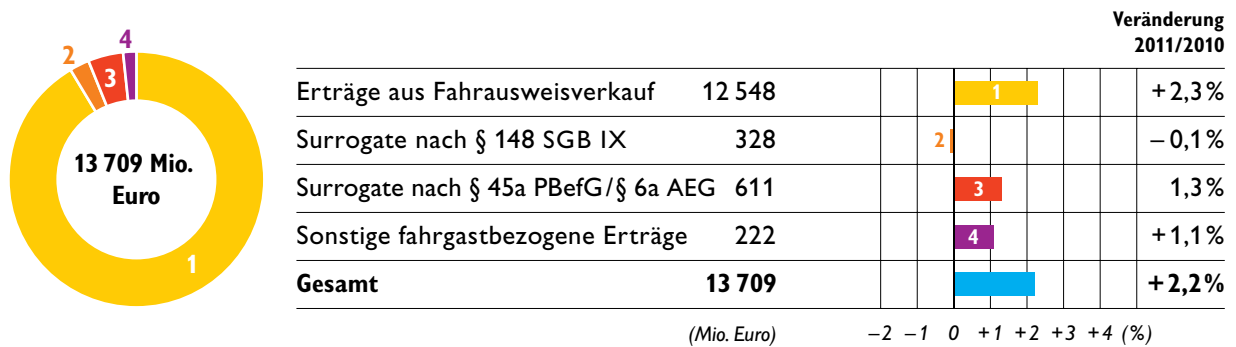 Veränderung
2011/2010
2
4
3
1
13 709 Mio.
Euro
Erträge aus Fahrausweisverkauf 12 548 1 +2,3 %
Surrogate nach § 148 SGB IX 328 2 – 0,1 %
Surrogate nach § 45a PBefG/§ 6a AEG 611 3 1,3 %
Sonstige fahrgastbezogene Erträge 222 4 +1,1 %
Gesamt 13 709 +2,2 %
(Mio. Euro) –2 –1 0 +1 +2 +3 +4 (%)